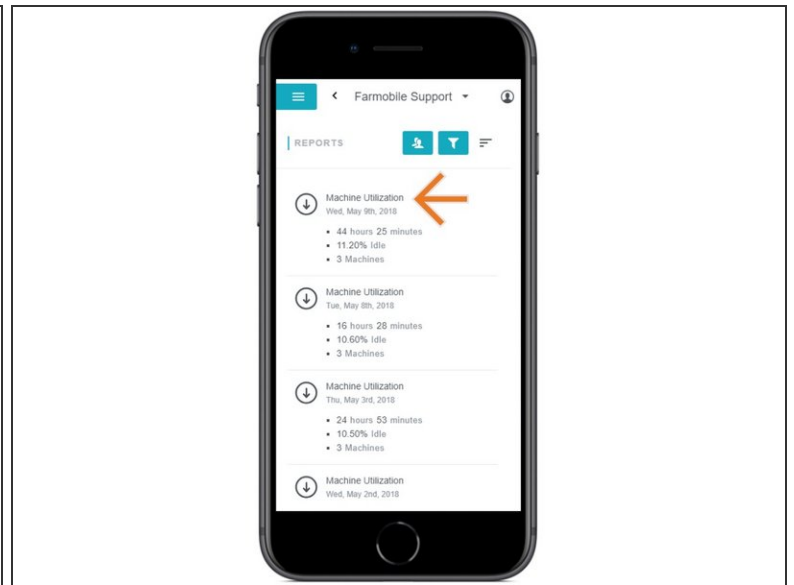 Farmobile Support
REPORTS
Machine Utilization
Wed, May 9th, 2018
• 44 hours 25 minutes
• 11.20% Idle
• 3 Machines
Machine Utilization
Tue, May 8th, 2018
• 16 hours 28 minutes
• 10.60% Idle
• 3 Machines
Machine Utilization
Thu, May 3rd, 2018
• 24 hours 53 minutes
• 10.50% Idle
• 3 Machines
Machine Utilization
Wed, May 2nd, 2018